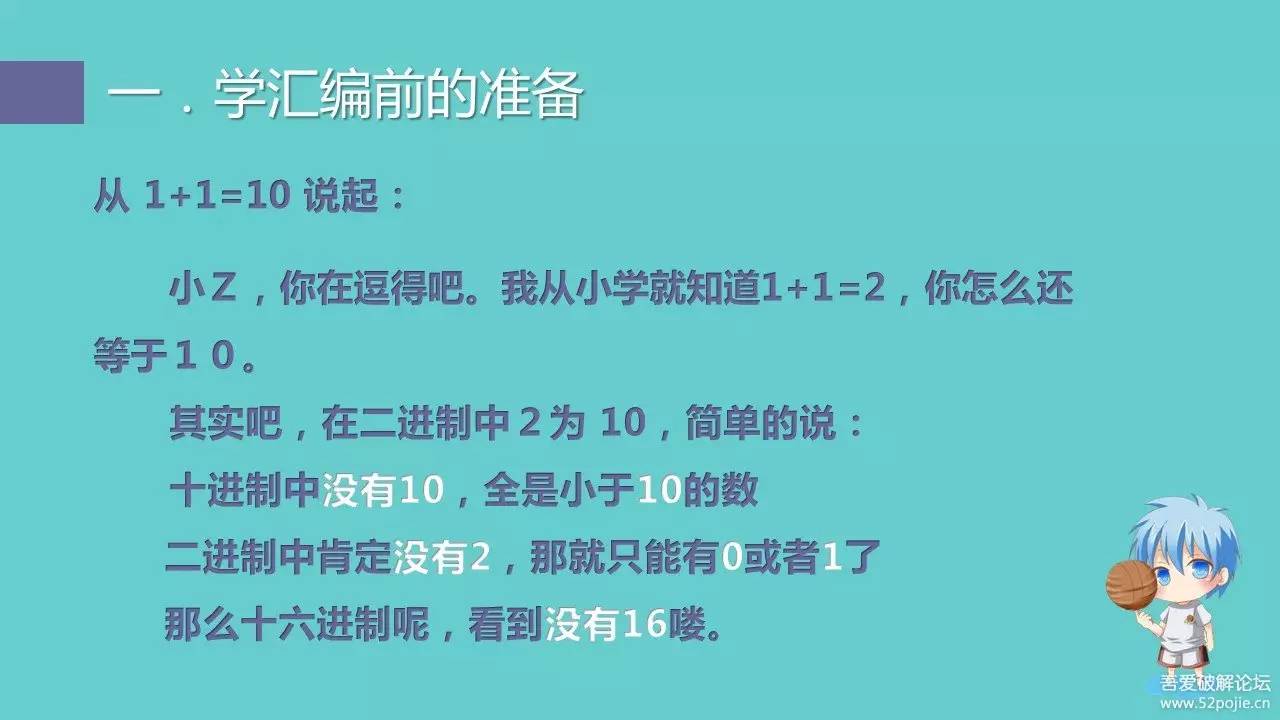 一．学汇编前的准备
从 1+1=10 说起：
小Z，你在逗得吧。我从小学就知道1+1=2，你怎么还
等于１０。
其实吧，在二进制中２为 10，简单的说：
十进制中没有10，全是小于10的数
二进制中肯定没有2，那就只能有0或者1了
那么十六进制呢，看到没有16喽。
吾爱破解论坛
www.52pojie.cn